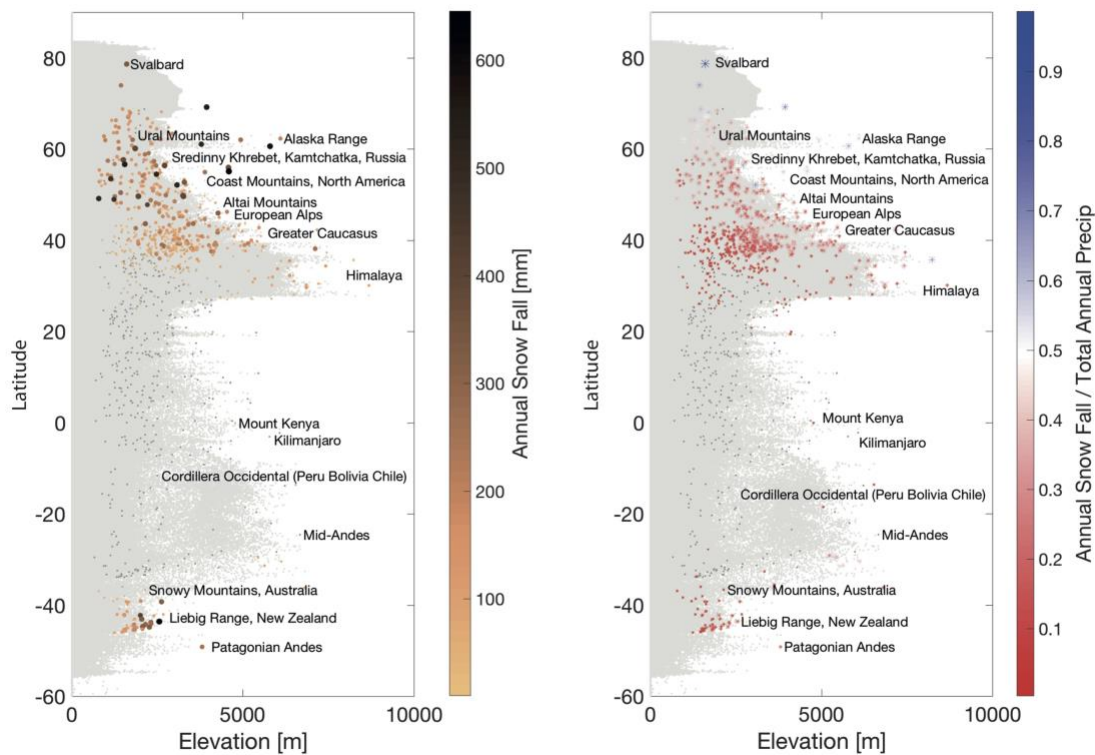 80
60
40
20
0
-20
-40
-60
Latitude
0
5000
10000
Elevation [m]
Svalbard
Ural Mountains
Alaska Range
Sredinny Khrebet, Kamtchatka, Russia
Coast Mountains, North America
Altai Mountains
European Alps
Greater Caucasus
Himalaya
Mount Kenya
Kilimanjaro
Cordillera Occidental (Peru Bolivia Chile)
Mid-Andes
Snowy Mountains, Australia
Liebig Range, New Zealand
Patagonian Andes
600
500
400
300
200
100
Annual Snow Fall [mm]
80
60
40
20
0
-20
-40
-60
Latitude
0
5000
10000
Elevation [m]
Svalbard
Ural Mountains
Alaska Range
Sredinny Khrebet, Kamtchatka, Russia
Coast Mountains, North America
Altai Mountains
European Alps
Greater Caucasus
Himalaya
Mount Kenya
Kilimanjaro
Cordillera Occidental (Peru Bolivia Chile)
Mid-Andes
Snowy Mountains, Australia
Liebig Range, New Zealand
Patagonian Andes
0.9
0.8
0.7
0.6
0.5
0.4
0.3
0.2
0.1
Annual Snow Fall / Total Annual Precip